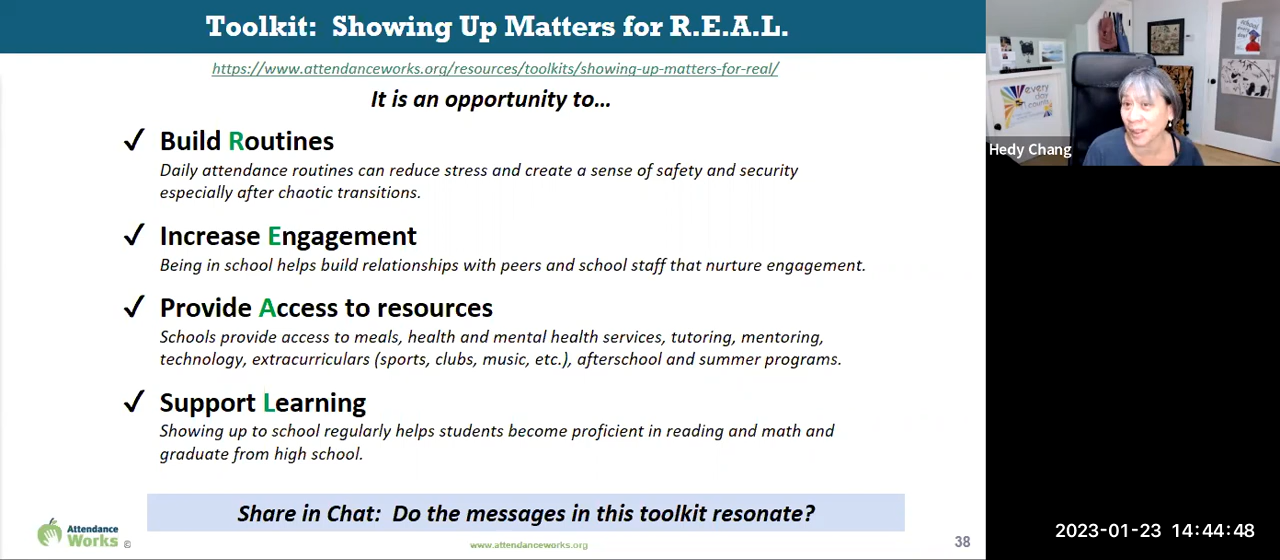 Toolkit:  Showing Up Matters for R.E.A.L.
https://www.attendanceworks.org/resources/toolkits/showing-up-matters-for-real/
It is an opportunity to...
✓ Build Routines
Daily attendance routines can reduce stress and create a sense of safety and security
especially after chaotic transitions.
✓ Increase Engagement
Being in school helps build relationships with peers and school staff that nurture engagement.
✓ Provide Access to resources
Schools provide access to meals, health and mental health services, tutoring, mentoring,
technology, extracurriculars (sports, clubs, music, etc.), afterschool and summer programs.
✓ Support Learning
Showing up to school regularly helps students become proficient in reading and math and
graduate from high school.
Share in Chat:  Do the messages in this toolkit resonate?
Attendance
Works ©
www.attendanceworks.org
38
every
day
counts
Hedy Chang
2023-01-23 14:44:48